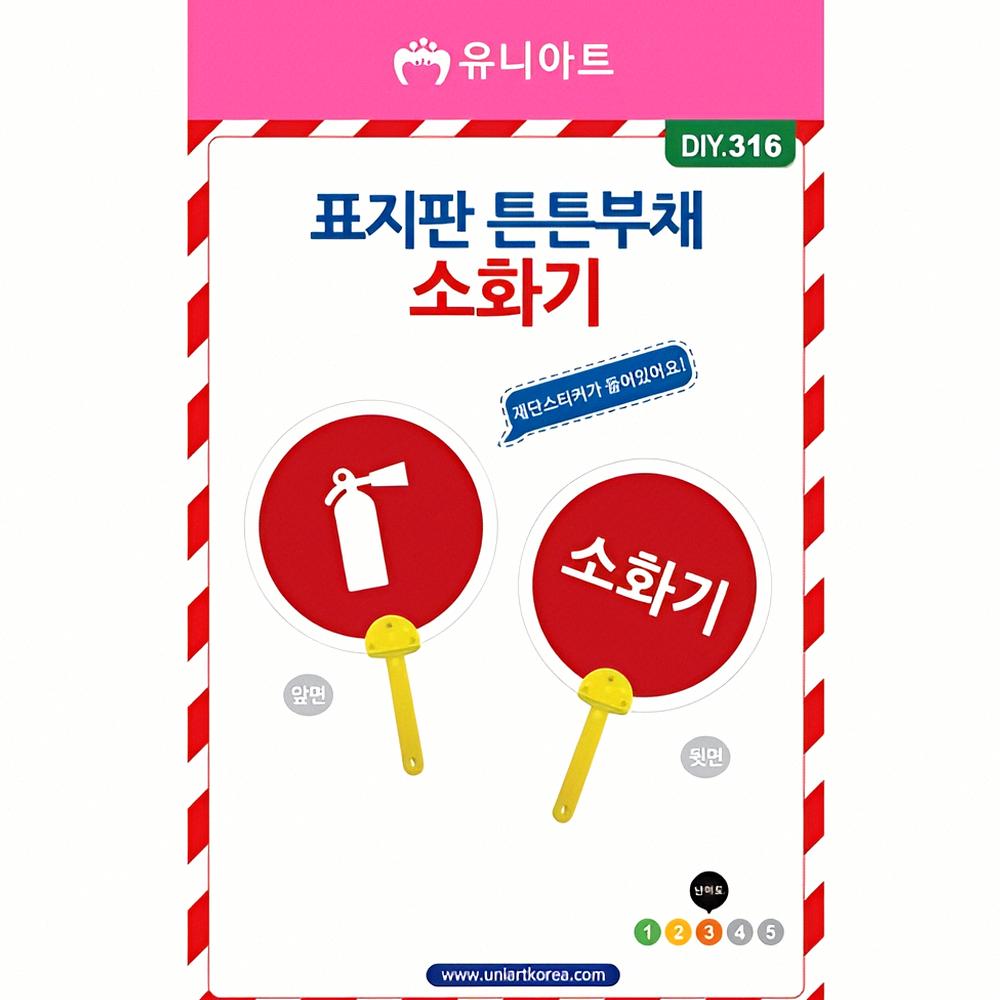 유니아트
DIY.316
표지판 튼튼부채
소화기
재단스티커가 들어있어요!
소화기
앞면
뒷면
난이도
1 2 3 4 5
www.uniartkorea.com